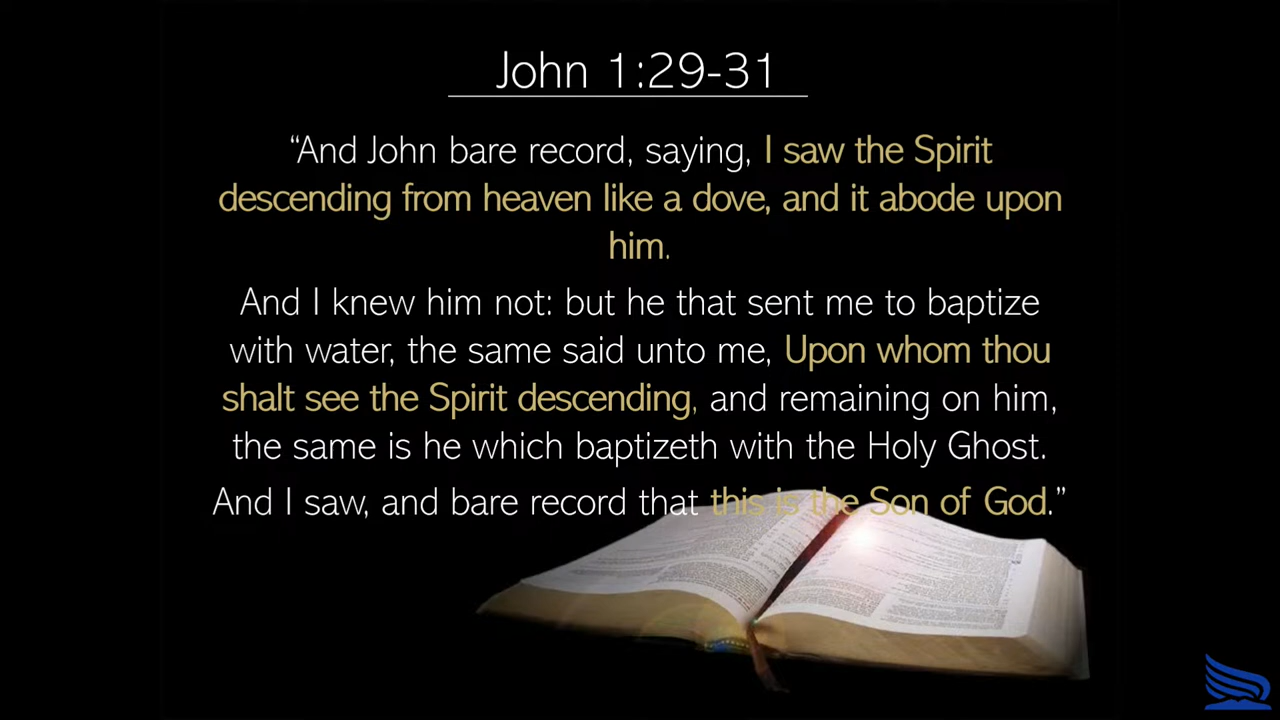 John 1:29-31
“And John bare record, saying, I saw the Spirit
descending from heaven like a dove, and it abode upon
him.
And I knew him not: but he that sent me to baptize
with water, the same said unto me, Upon whom thou
shalt see the Spirit descending, and remaining on him,
the same is he which baptizeth with the Holy Ghost.
And I saw, and bare record that this is the Son of God.”